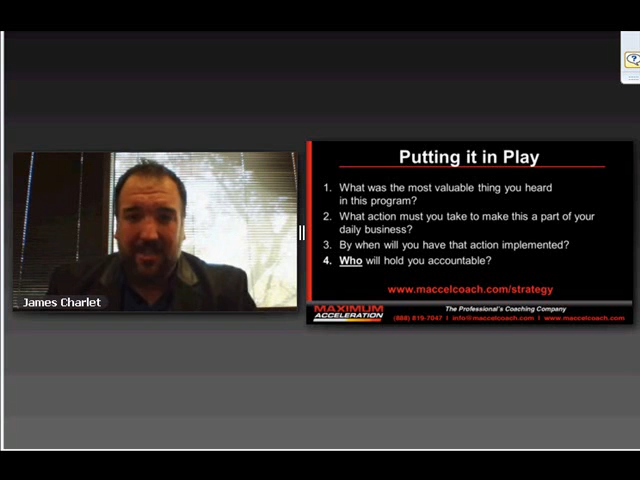 Putting it in Play
1. What was the most valuable thing you heard
in this program?
2. What action must you take to make this a part of your
daily business?
3. By when will you have that action implemented?
4. Who will hold you accountable?
www.maccelcoach.com/strategy
James Charlet
MAXIMUM
ACCELERATION
The Professional's Coaching Company
(888) 819-7047 I info@maccelcoach.com I www.maccelcoach.com
?